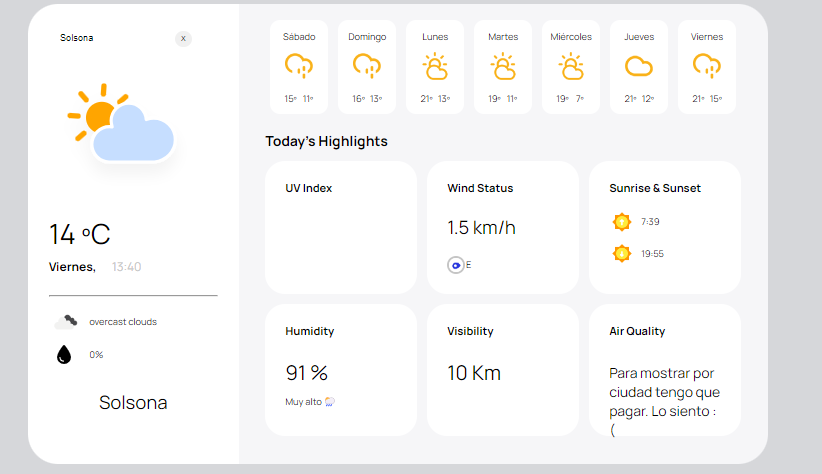 Solsona X
14 ºC
Viernes, 13:40
overcast clouds
0%
Solsona
Sábado Domingo Lunes Martes Miércoles Jueves Viernes
15º 11º 16º 13º 21º 13º 19º 11º 19º 7º 21º 12º 21º 15º
Today's Highlights
UV Index
Wind Status
1.5 km/h
E
Sunrise & Sunset
7:39
19:55
Humidity
91 %
Muy alto
Visibility
10 Km
Air Quality
Para mostrar por
ciudad tengo que
pagar. Lo siento :
(